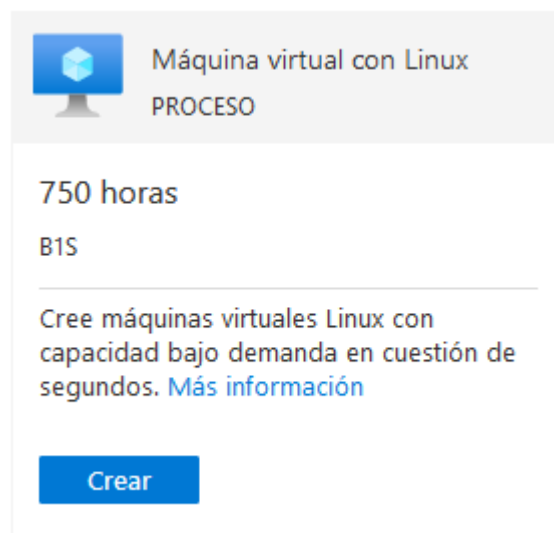 Máquina virtual con Linux
PROCESO
750 horas
B1S
Cree máquinas virtuales Linux con
capacidad bajo demanda en cuestión de
segundos. Más información
Crear